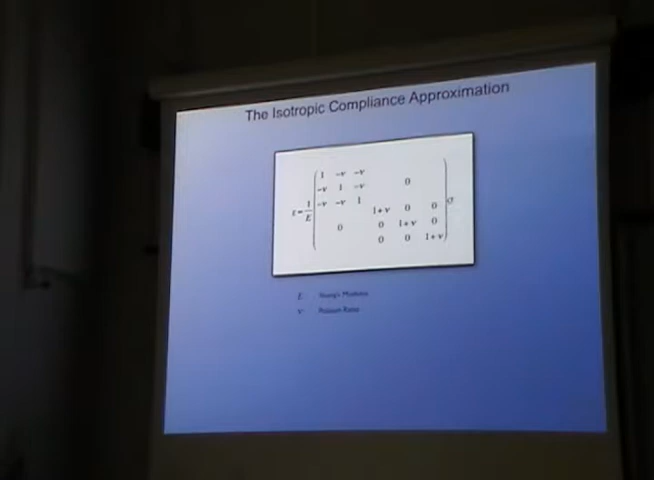 The Isotropic Compliance Approximation
1 -ν -ν
0
-ν 1 -ν
ε = 1/E
-ν -ν 1
σ
1+ν 0 0
0
0 1+ν 0
0 0 1+ν
E Young's Modulus
ν Poisson Ratio